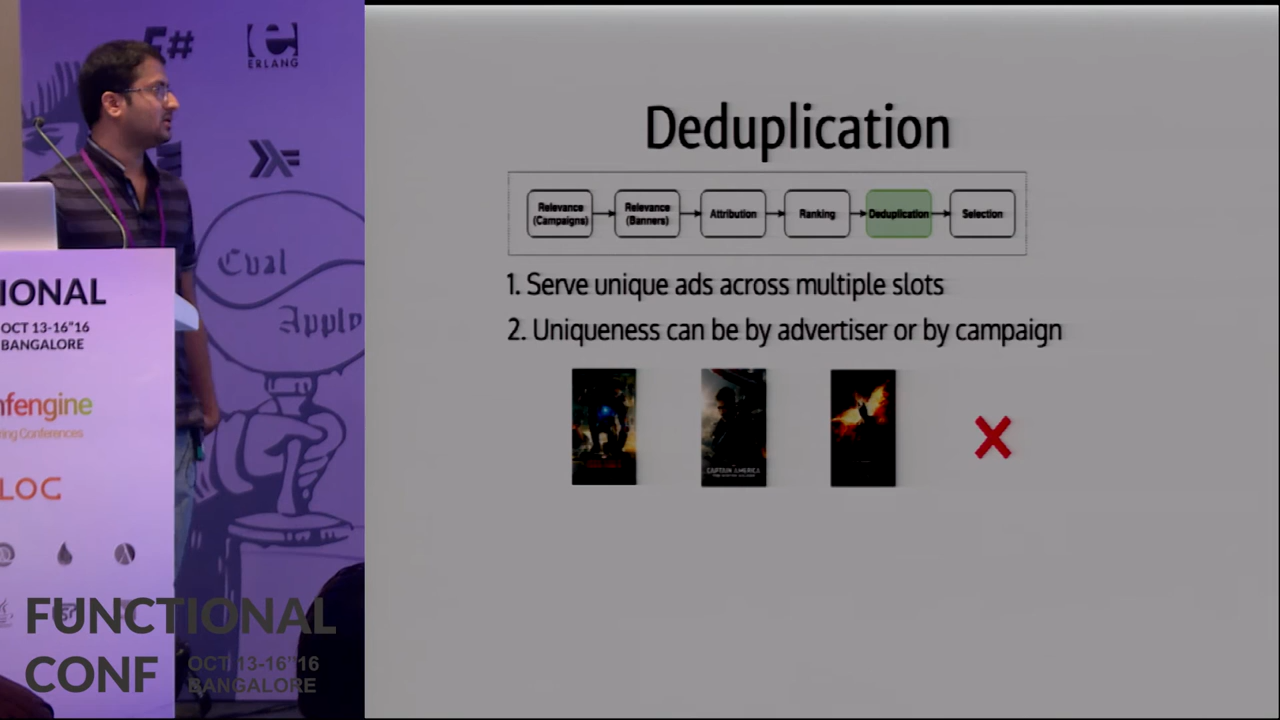 F#
ERLANG
Eval
Apply
IONAL
OCT 13-16"16
BANGALORE
nfengine
ring Conferences
LOG
FUNCTIONAL
CONF
OCT 13-16"16
BANGALORE
Deduplication
Relevance
(Campaigns)
Relevance
(Banners)
Attribution
Ranking
Deduplication
Selection
1. Serve unique ads across multiple slots
2. Uniqueness can be by advertiser or by campaign
CAPTAIN AMERICA